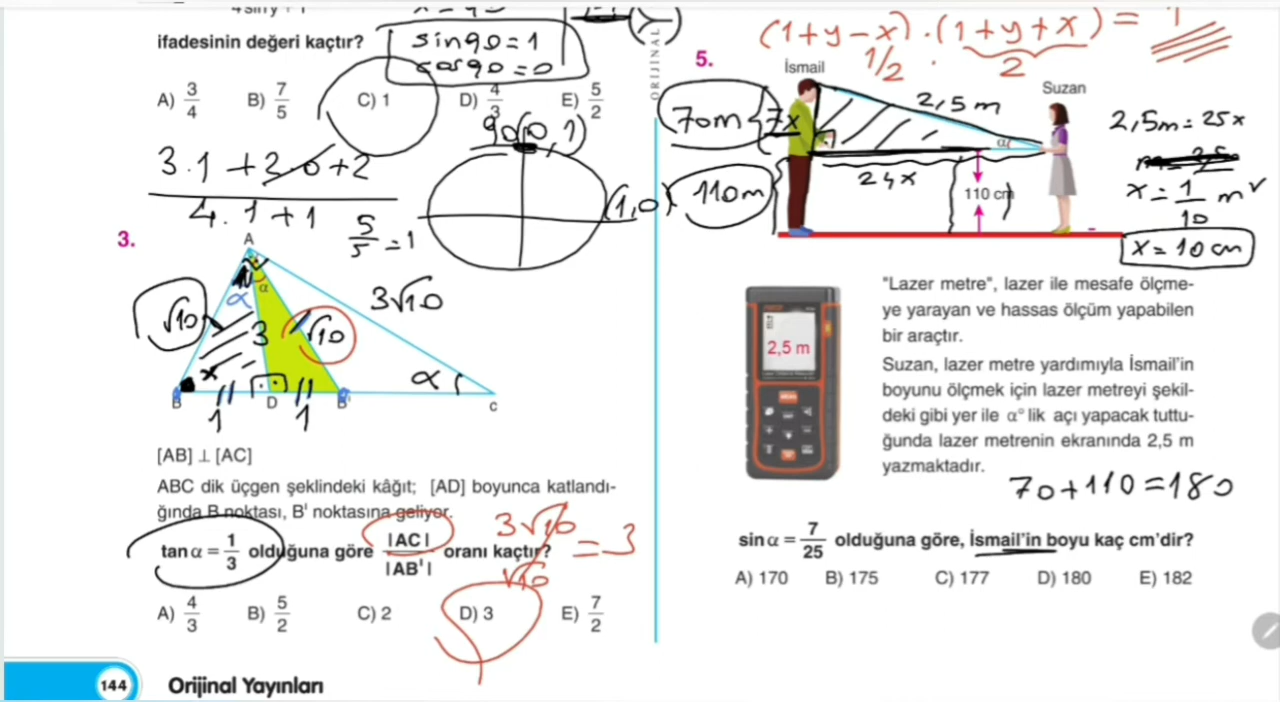 ifadesinin değeri kaçtır?
sin90=1
cos90=0
A) 3/4 B) 7/5 C) 1 D) 4/3 E) 5/2
3.1 + 2.0 + 2
4.1 + 1
5/5 = 1
90(0,1)
(1,0)
3.
A
√10
α
α
3
√10
3√10
x
α
B
D
B'
C
1
1
[AB] ⊥ [AC]
ABC dik üçgen şeklindeki kâğıt; [AD] boyunca katlandı-
ğında B noktası, B' noktasına geliyor.
tan α = 1/3 olduğuna göre |AC|/|AB'| oranı kaçtır?
3√10
√10
= 3
A) 4/3 B) 5/2 C) 2 D) 3 E) 7/2
144 Orijinal Yayınları
ORİJİNAL
(1+y-x).(1+y+x) =
1/2 . 2
5.
İsmail
Suzan
70m
7x
2,5 m
α
24x
110m
110 cm
2,5m = 25x
x = 1/10 m
x = 10 cm
2,5 m
"Lazer metre", lazer ile mesafe ölçme-
ye yarayan ve hassas ölçüm yapabilen
bir araçtır.
Suzan, lazer metre yardımıyla İsmail'in
boyunu ölçmek için lazer metreyi şekil-
deki gibi yer ile α° lik açı yapacak tuttu-
ğunda lazer metrenin ekranında 2,5 m
yazmaktadır.
70+110=180
sin α = 7/25 olduğuna göre, İsmail'in boyu kaç cm'dir?
A) 170 B) 175 C) 177 D) 180 E) 182